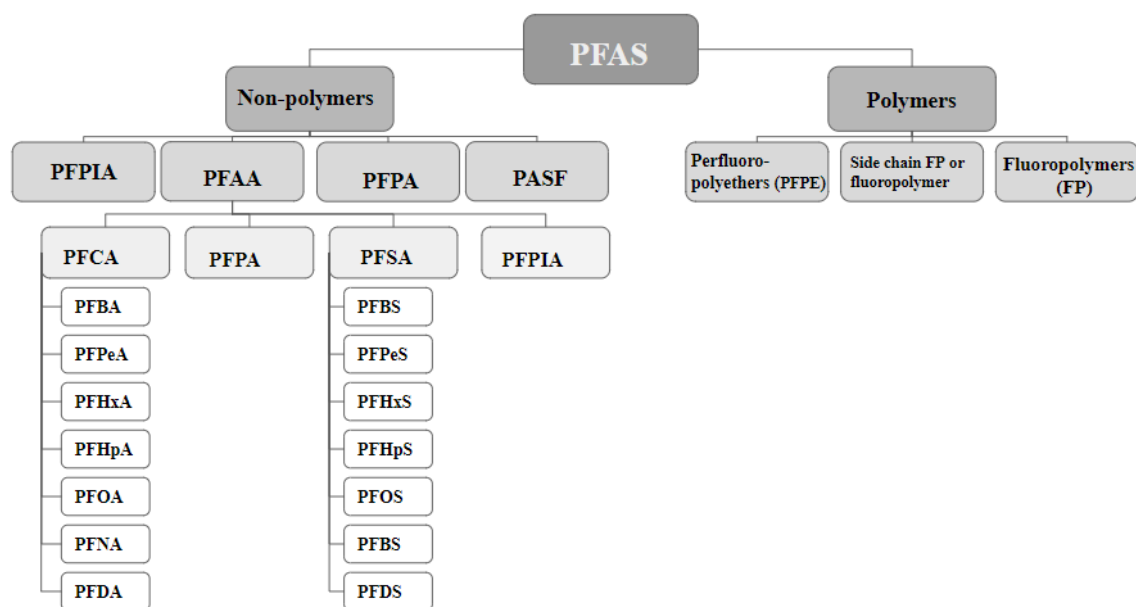 PFAS
Non-polymers
Polymers
PFPIA
PFAA
PFPA
PASF
Perfluoro-
polyethers (PFPE)
Side chain FP or
fluoropolymer
Fluoropolymers
(FP)
PFCA
PFPA
PFSA
PFPIA
PFBA
PFPeA
PFHxA
PFHpA
PFOA
PFNA
PFDA
PFBS
PFPeS
PFHxS
PFHpS
PFOS
PFBS
PFDS